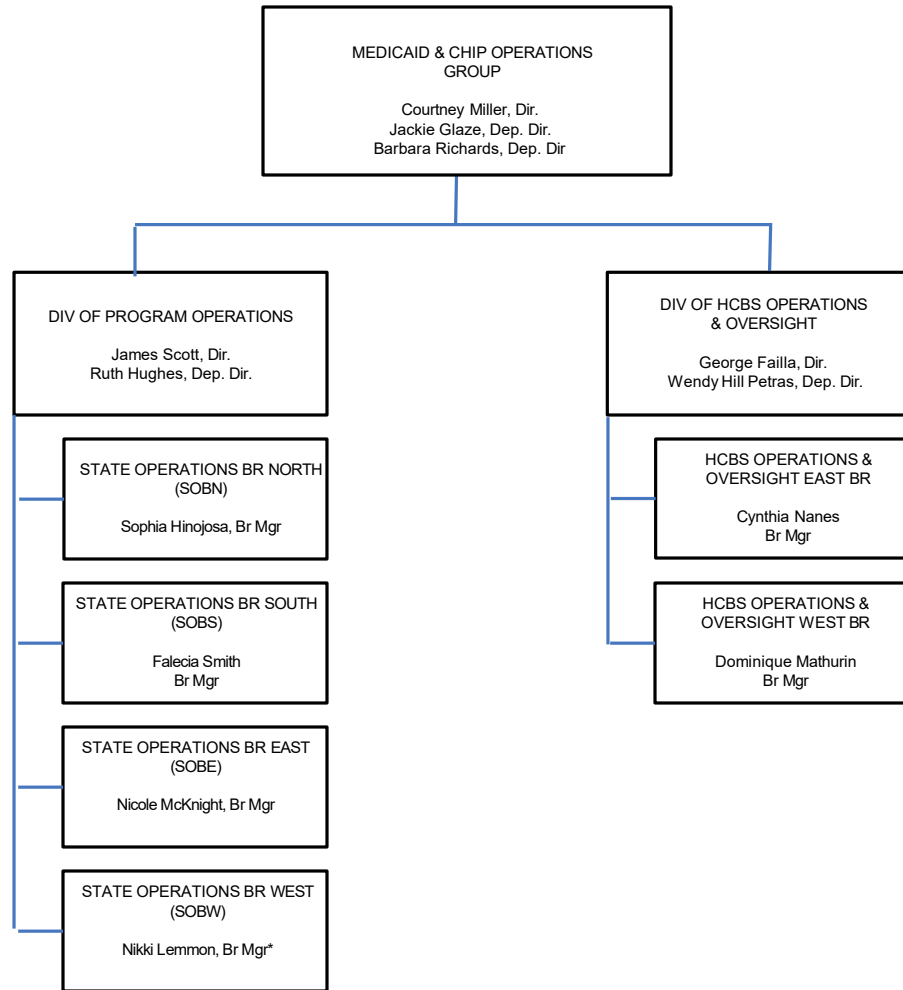 MEDICAID & CHIP OPERATIONS
GROUP
Courtney Miller, Dir.
Jackie Glaze, Dep. Dir.
Barbara Richards, Dep. Dir
DIV OF PROGRAM OPERATIONS
James Scott, Dir.
Ruth Hughes, Dep. Dir.
STATE OPERATIONS BR NORTH
(SOBN)
Sophia Hinojosa, Br Mgr
STATE OPERATIONS BR SOUTH
(SOBS)
Falecia Smith
Br Mgr
STATE OPERATIONS BR EAST
(SOBE)
Nicole McKnight, Br Mgr
STATE OPERATIONS BR WEST
(SOBW)
Nikki Lemmon, Br Mgr*
DIV OF HCBS OPERATIONS
& OVERSIGHT
George Failla, Dir.
Wendy Hill Petras, Dep. Dir.
HCBS OPERATIONS &
OVERSIGHT EAST BR
Cynthia Nanes
Br Mgr
HCBS OPERATIONS &
OVERSIGHT WEST BR
Dominique Mathurin
Br Mgr